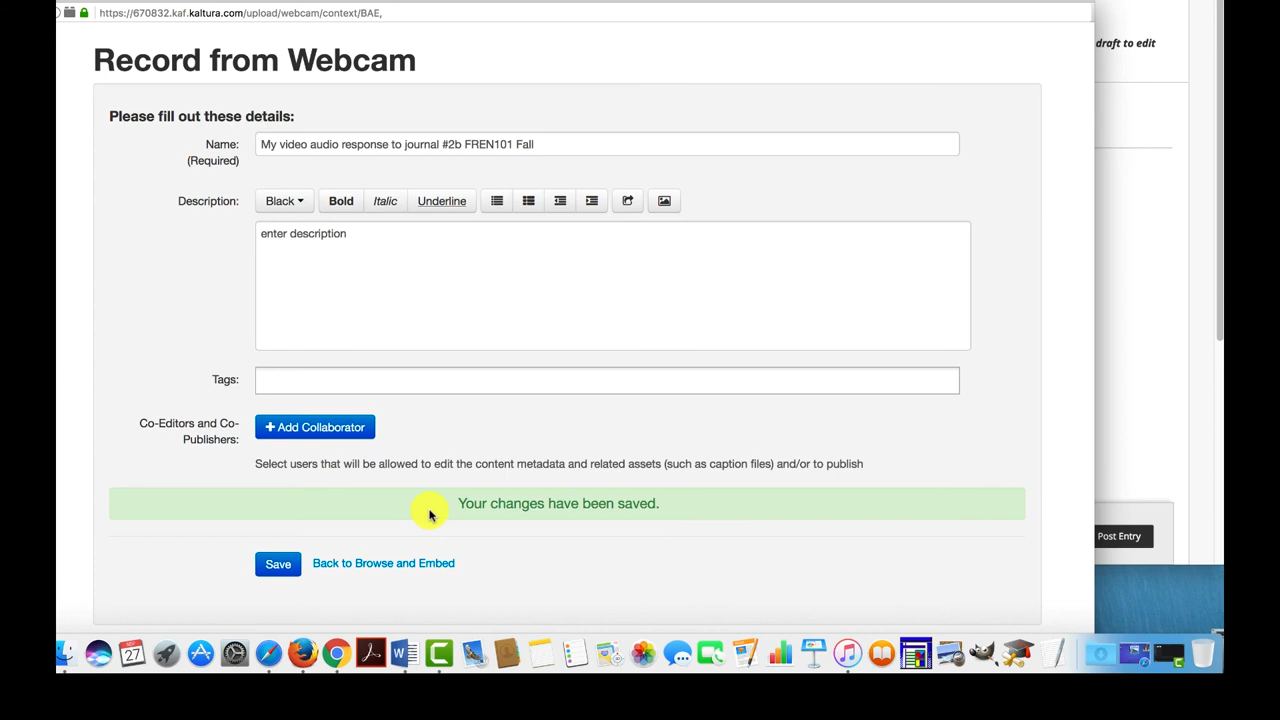 https://670832.kaf.kaltura.com/upload/webcam/context/BAE,
draft to edit
Record from Webcam
Please fill out these details:
Name: My video audio response to journal #2b FREN101 Fall
(Required)
Description: Black Bold Italic Underline
enter description
Tags:
Co-Editors and Co-
Publishers:
+ Add Collaborator
Select users that will be allowed to edit the content metadata and related assets (such as caption files) and/or to publish
Your changes have been saved.
Post Entry
Save Back to Browse and Embed
27